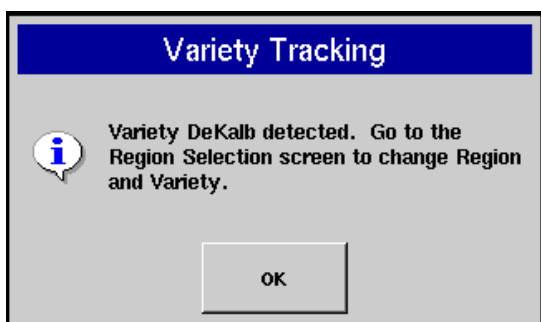 Variety Tracking
Variety DeKalb detected. Go to the
Region Selection screen to change Region
and Variety.
OK